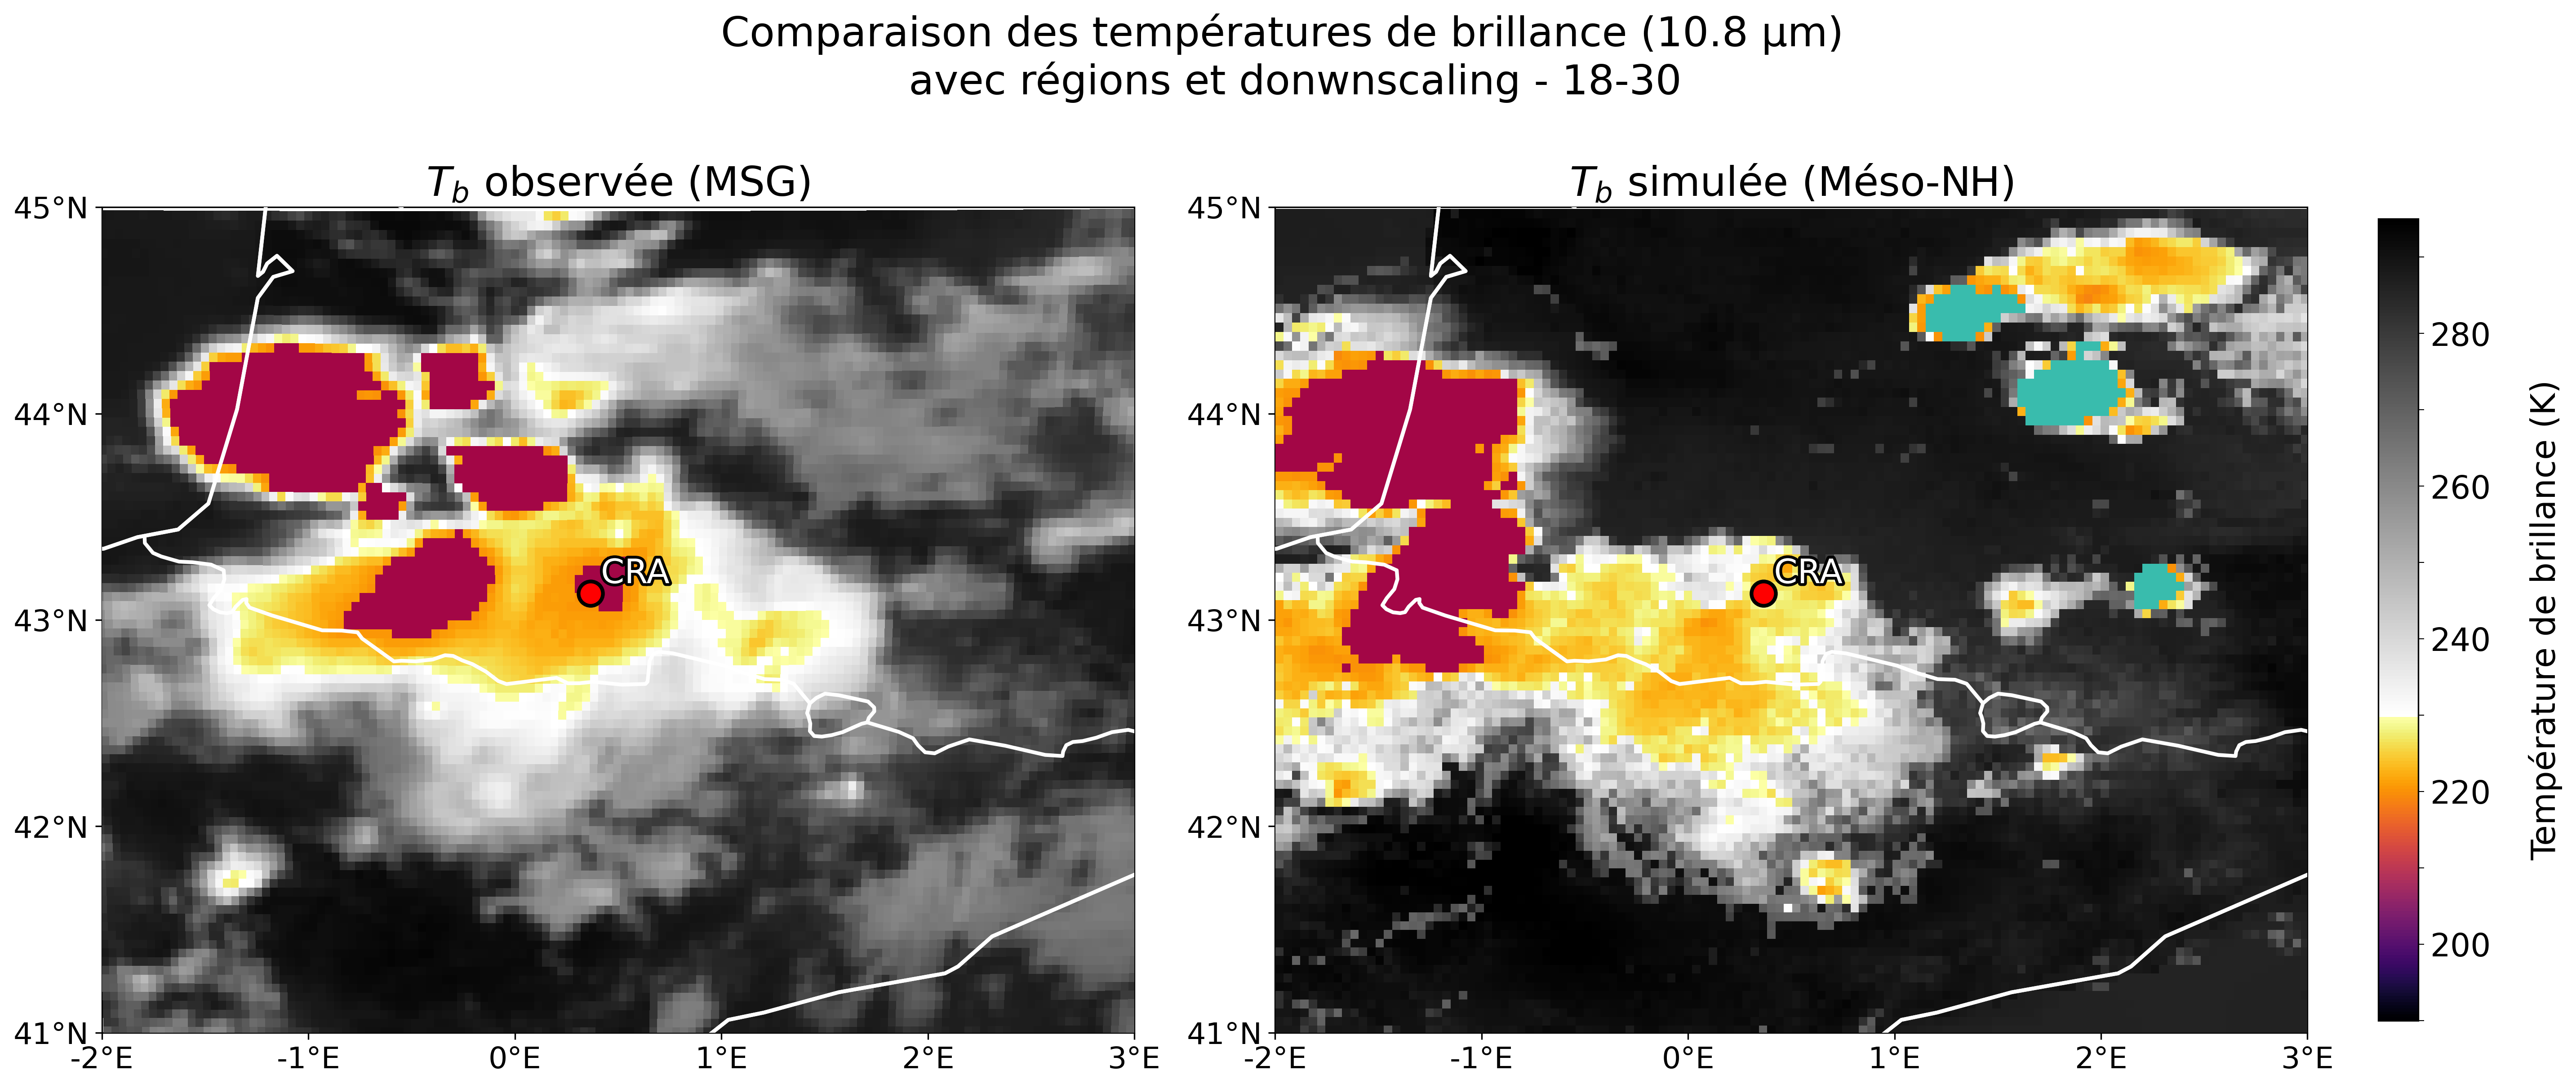 Comparaison des températures de brillance (10.8 µm)
avec régions et donwnscaling - 18-30
T_b observée (MSG)
T_b simulée (Méso-NH)
45°N
44°N
43°N
42°N
41°N
-2°E
-1°E
0°E
1°E
2°E
3°E
CRA
45°N
44°N
43°N
42°N
41°N
-2°E
-1°E
0°E
1°E
2°E
3°E
CRA
280
260
240
220
200
Température de brillance (K)